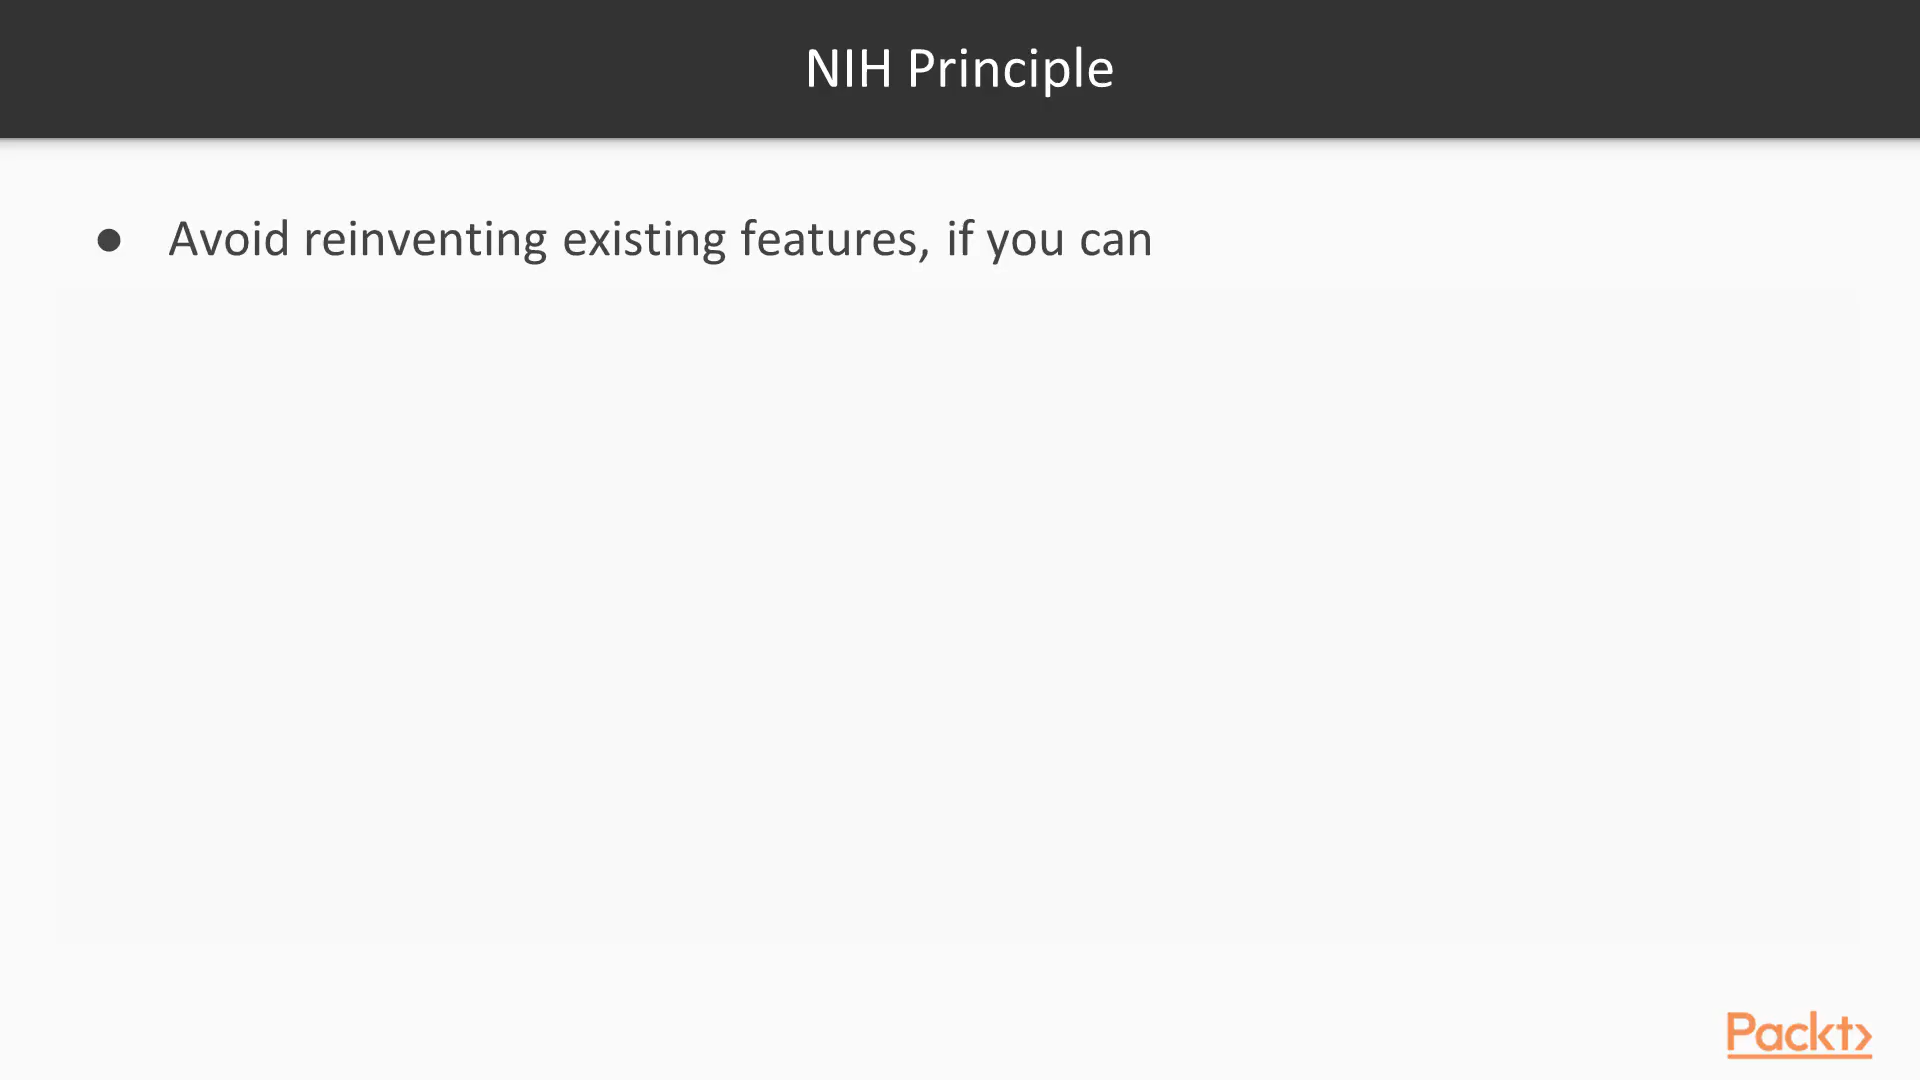 NIH Principle
● Avoid reinventing existing features, if you can
Packt>